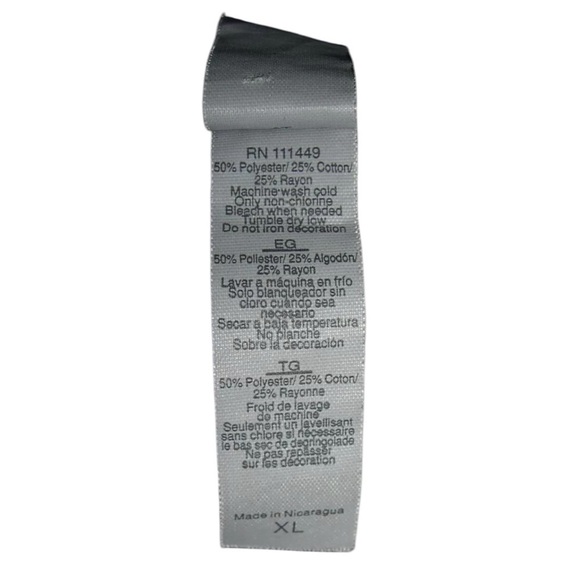 RN 111449
50% Polyester/ 25% Cotton/
25% Rayon
Machine wash cold
Only non-chlorine
Bleach when needed
Tumble dry low
Do not iron decoration
EG
50% Poliester/ 25% Algodón/
25% Rayon
Lavar a máquina en frío
Solo blanqueador sin
cloro cuando sea
necesario
Secar a baja temperatura
No planche
Sobre la decoración
TG
50% Polyester/ 25% Coton/
25% Rayonne
Froid de lavage
de machine
Seulement un javellisant
sans chlore si nécessaire
le bas sec de degringolade
Ne pas repasser
sur les décoration
Made in Nicaragua
XL